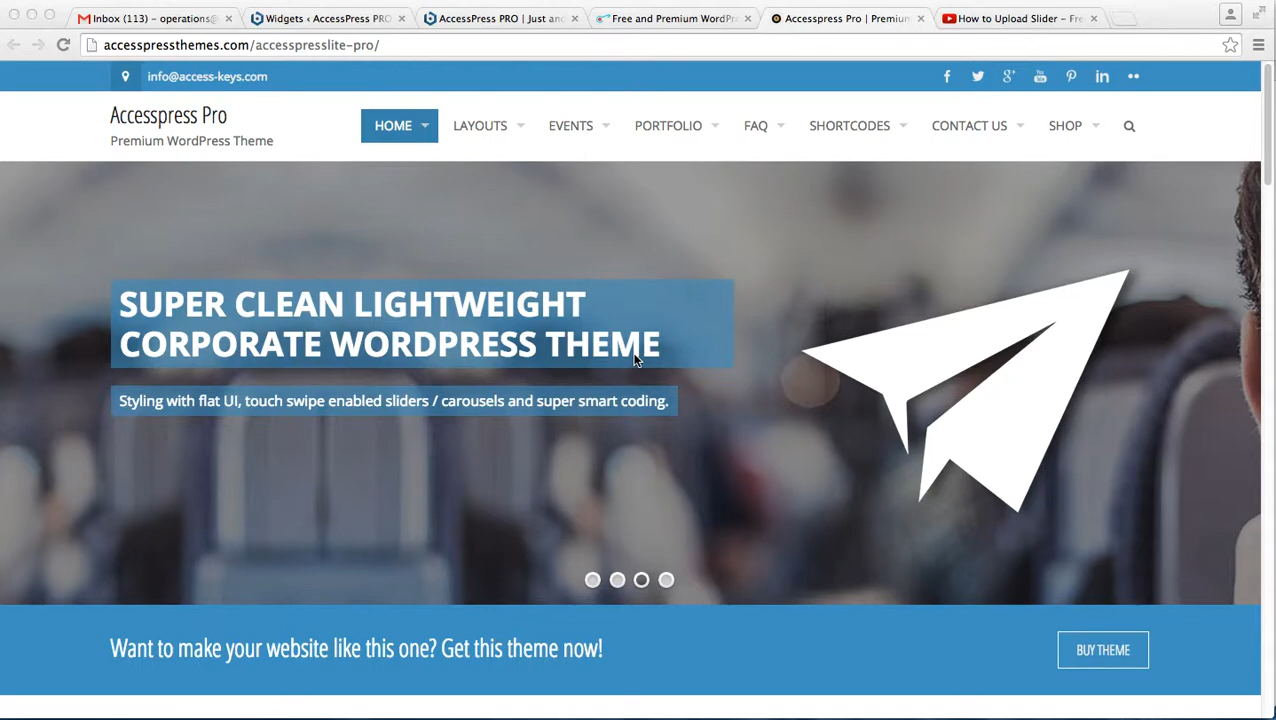 Inbox (113) – operations@
Widgets ‹ AccessPress PRO
AccessPress PRO | Just an
Free and Premium WordPr
Accesspress Pro | Premium
How to Upload Slider – Fre
accesspressthemes.com/accesspresslite-pro/
info@access-keys.com
Accesspress Pro
Premium WordPress Theme
HOME
LAYOUTS
EVENTS
PORTFOLIO
FAQ
SHORTCODES
CONTACT US
SHOP
SUPER CLEAN LIGHTWEIGHT
CORPORATE WORDPRESS THEME
Styling with flat UI, touch swipe enabled sliders / carousels and super smart coding.
Want to make your website like this one? Get this theme now!
BUY THEME